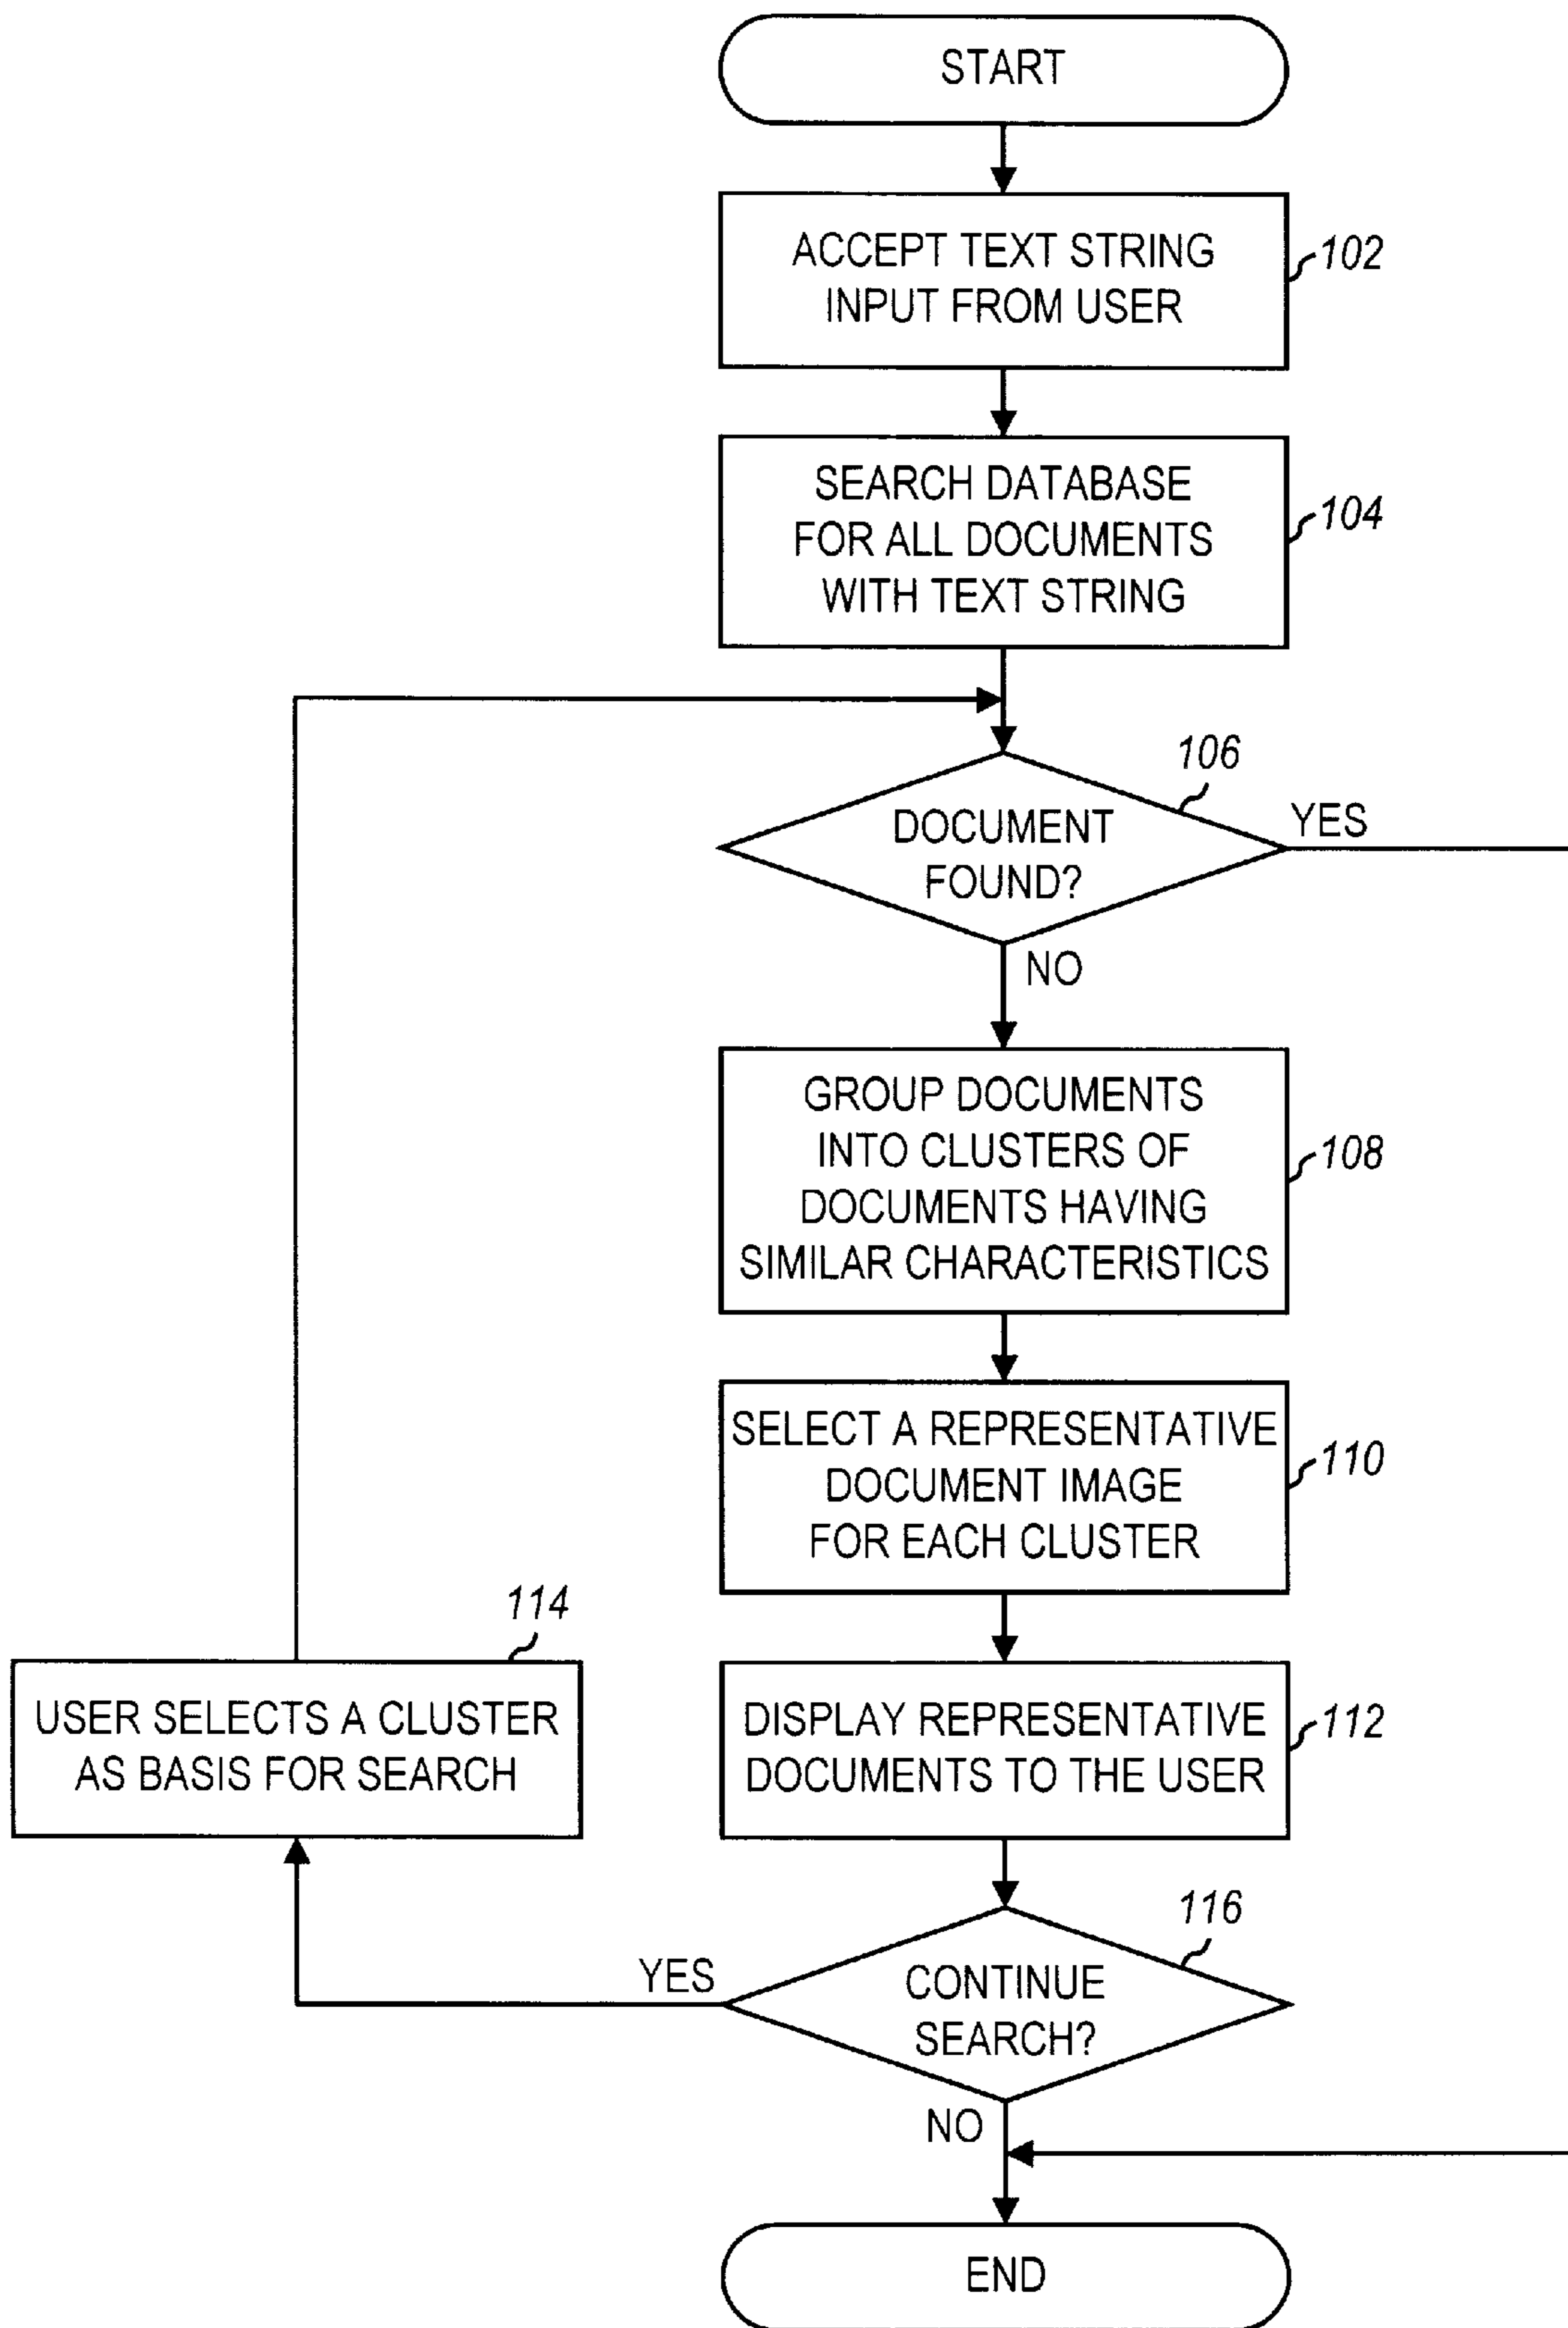 START
ACCEPT TEXT STRING
INPUT FROM USER
102
SEARCH DATABASE
FOR ALL DOCUMENTS
WITH TEXT STRING
104
106
DOCUMENT
FOUND?
YES
NO
GROUP DOCUMENTS
INTO CLUSTERS OF
DOCUMENTS HAVING
SIMILAR CHARACTERISTICS
108
SELECT A REPRESENTATIVE
DOCUMENT IMAGE
FOR EACH CLUSTER
110
114
USER SELECTS A CLUSTER
AS BASIS FOR SEARCH
DISPLAY REPRESENTATIVE
DOCUMENTS TO THE USER
112
116
YES
CONTINUE
SEARCH?
NO
END